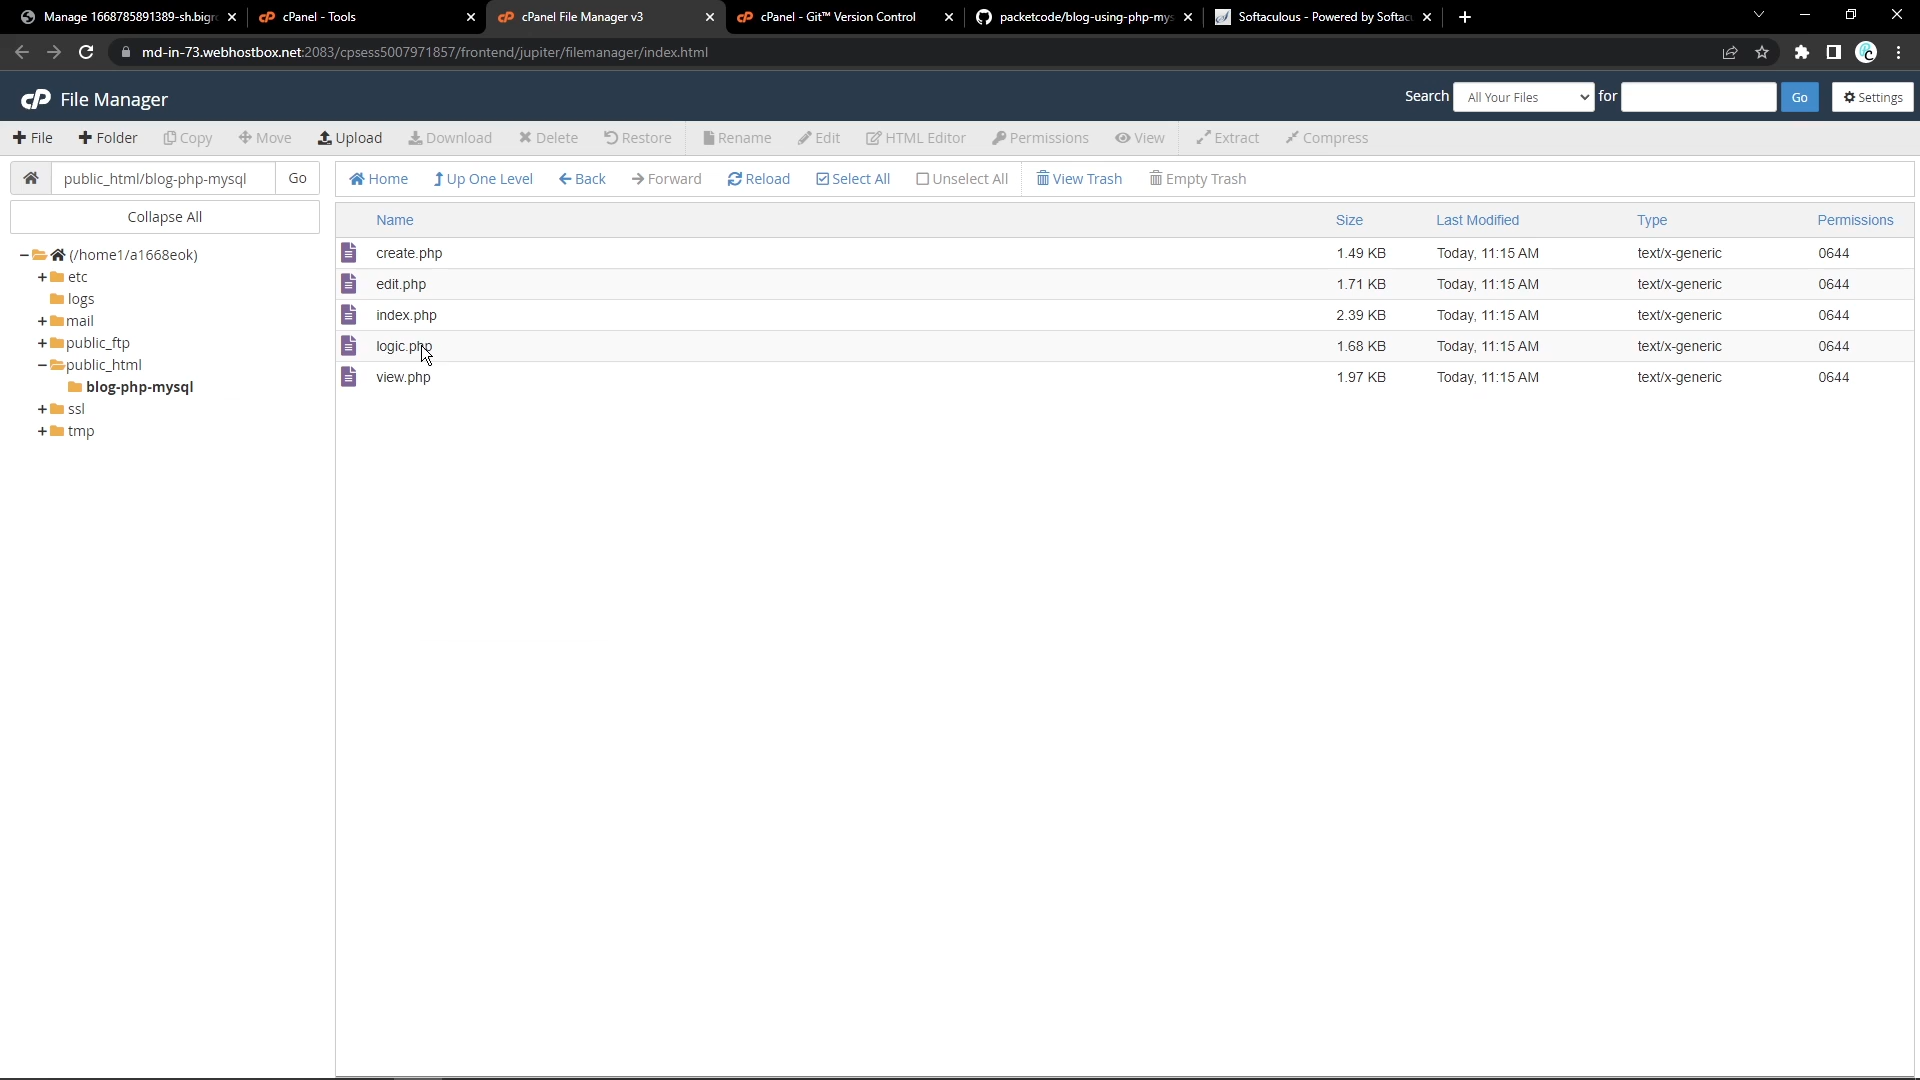 Manage 1668785891389-sh.bigr
cPanel - Tools
cPanel File Manager v3
cPanel - Git™ Version Control
packetcode/blog-using-php-mys
Softaculous - Powered by Softac
md-in-73.webhostbox.net:2083/cpsess5007971857/frontend/jupiter/filemanager/index.html
cP File Manager
Search All Your Files for Go Settings
File Folder Copy Move Upload Download Delete Restore Rename Edit HTML Editor Permissions View Extract Compress
public_html/blog-php-mysql Go
Home Up One Level Back Forward Reload Select All Unselect All View Trash Empty Trash
Collapse All
(/home1/a1668eok)
etc
logs
mail
public_ftp
public_html
blog-php-mysql
ssl
tmp
Name Size Last Modified Type Permissions
create.php 1.49 KB Today, 11:15 AM text/x-generic 0644
edit.php 1.71 KB Today, 11:15 AM text/x-generic 0644
index.php 2.39 KB Today, 11:15 AM text/x-generic 0644
logic.php 1.68 KB Today, 11:15 AM text/x-generic 0644
view.php 1.97 KB Today, 11:15 AM text/x-generic 0644